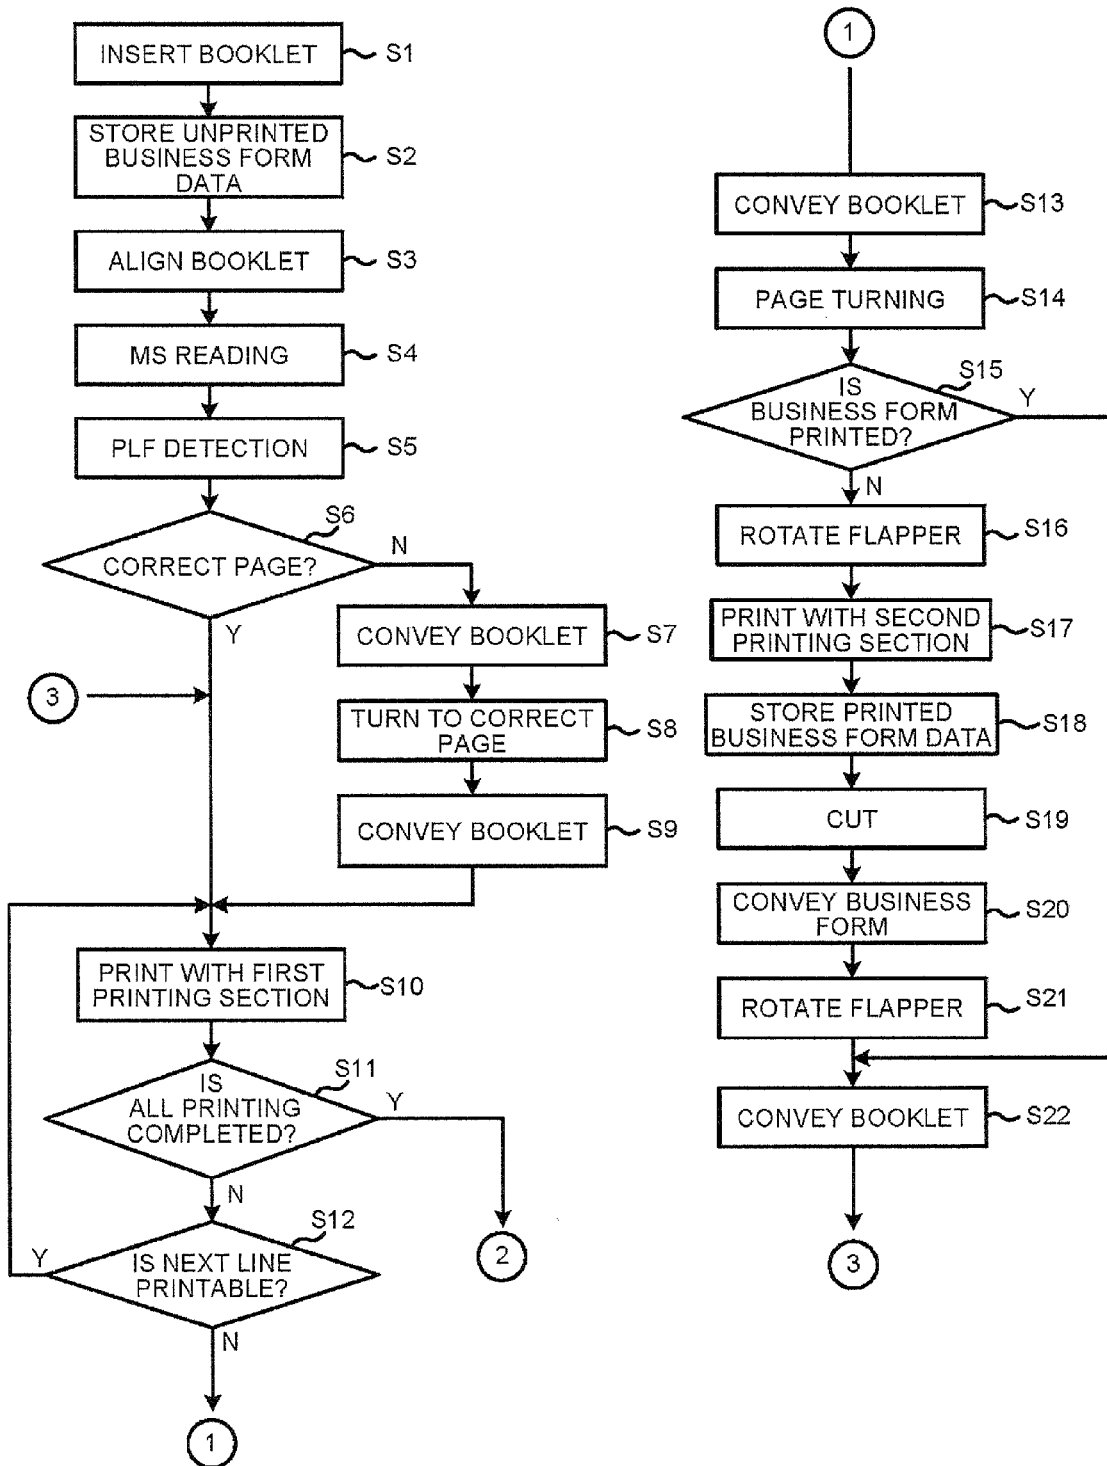 INSERT BOOKLET
S1
STORE UNPRINTED
BUSINESS FORM
DATA
S2
ALIGN BOOKLET
S3
MS READING
S4
PLF DETECTION
S5
S6
CORRECT PAGE?
N
Y
CONVEY BOOKLET
S7
3
TURN TO CORRECT
PAGE
S8
CONVEY BOOKLET
S9
PRINT WITH FIRST
PRINTING SECTION
S10
S11
IS
ALL PRINTING
COMPLETED?
Y
N
2
S12
IS NEXT LINE
PRINTABLE?
Y
N
1
1
CONVEY BOOKLET
S13
PAGE TURNING
S14
S15
IS
BUSINESS FORM
PRINTED?
Y
N
ROTATE FLAPPER
S16
PRINT WITH SECOND
PRINTING SECTION
S17
STORE PRINTED
BUSINESS FORM DATA
S18
CUT
S19
CONVEY BUSINESS
FORM
S20
ROTATE FLAPPER
S21
CONVEY BOOKLET
S22
3